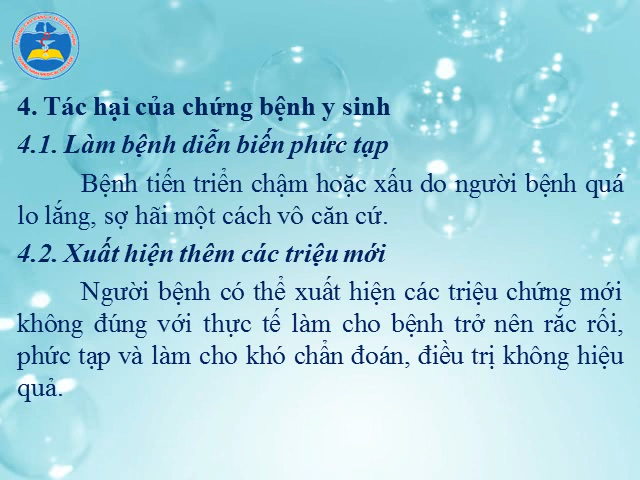 4. Tác hại của chứng bệnh y sinh
4.1. Làm bệnh diễn biến phức tạp
Bệnh tiến triển chậm hoặc xấu do người bệnh quá
lo lắng, sợ hãi một cách vô căn cứ.
4.2. Xuất hiện thêm các triệu mới
Người bệnh có thể xuất hiện các triệu chứng mới
không đúng với thực tế làm cho bệnh trở nên rắc rối,
phức tạp và làm cho khó chẩn đoán, điều trị không hiệu
quả.